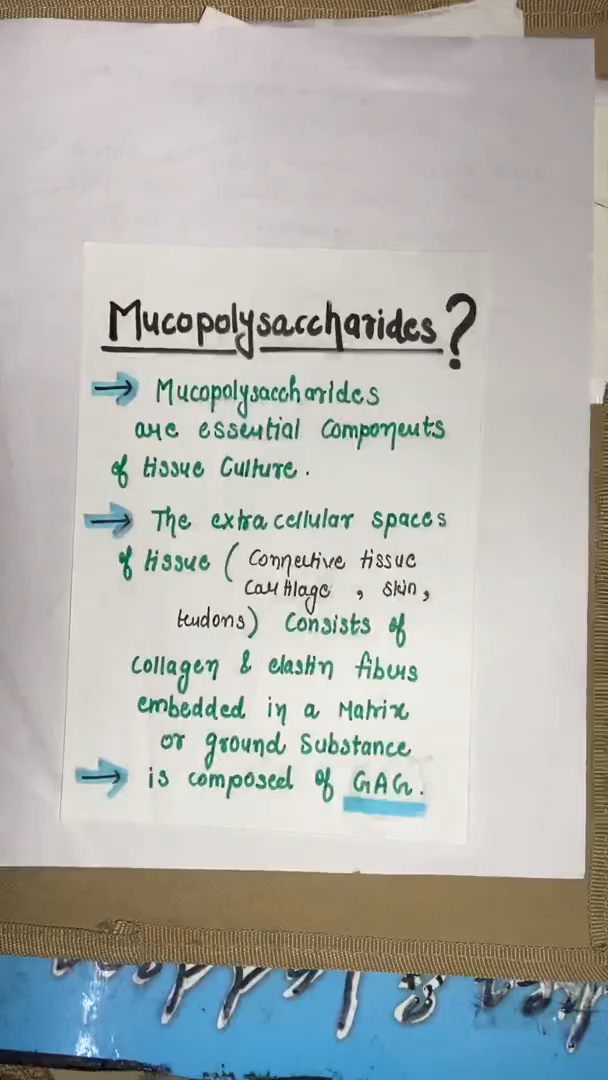 Mucopolysaccharides?
→ Mucopolysaccharides
are essential components
of tissue Culture.
→ The extracellular spaces
of tissue ( Connective tissue
Cartilage , skin,
tendons) Consists of
Collagen & elastin fibers
embedded in a Matrix
or ground substance
→ is composed of GAG.